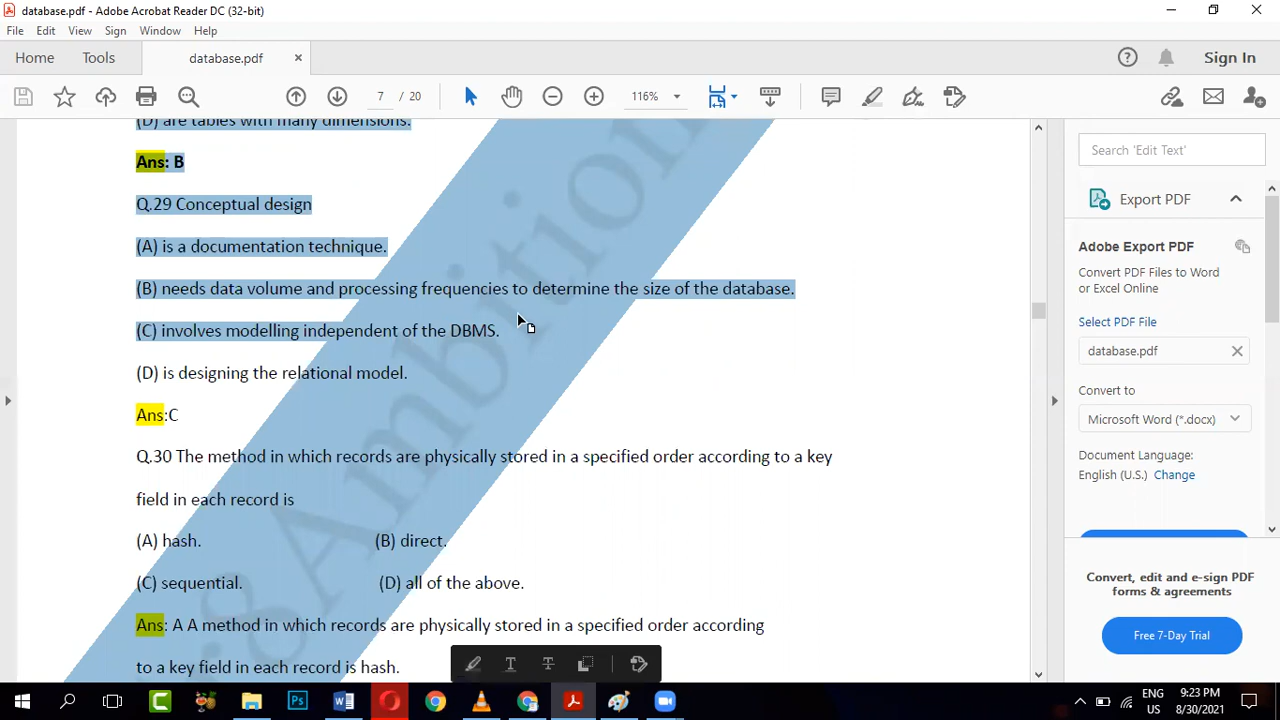 database.pdf - Adobe Acrobat Reader DC (32-bit)
File Edit View Sign Window Help
Home Tools database.pdf × Sign In
7 / 20 116%
(D) are tables with many dimensions.
Ans: B
Q.29 Conceptual design
(A) is a documentation technique.
(B) needs data volume and processing frequencies to determine the size of the database.
(C) involves modelling independent of the DBMS.
(D) is designing the relational model.
Ans:C
Q.30 The method in which records are physically stored in a specified order according to a key
field in each record is
(A) hash. (B) direct.
(C) sequential. (D) all of the above.
Ans: A A method in which records are physically stored in a specified order according
to a key field in each record is hash.
8Ambition
Search 'Edit Text'
Export PDF
Adobe Export PDF
Convert PDF Files to Word
or Excel Online
Select PDF File
database.pdf
Convert to
Microsoft Word (*.docx)
Document Language:
English (U.S.) Change
Convert, edit and e-sign PDF
forms & agreements
Free 7-Day Trial
ENG 9:23 PM
US 8/30/2021